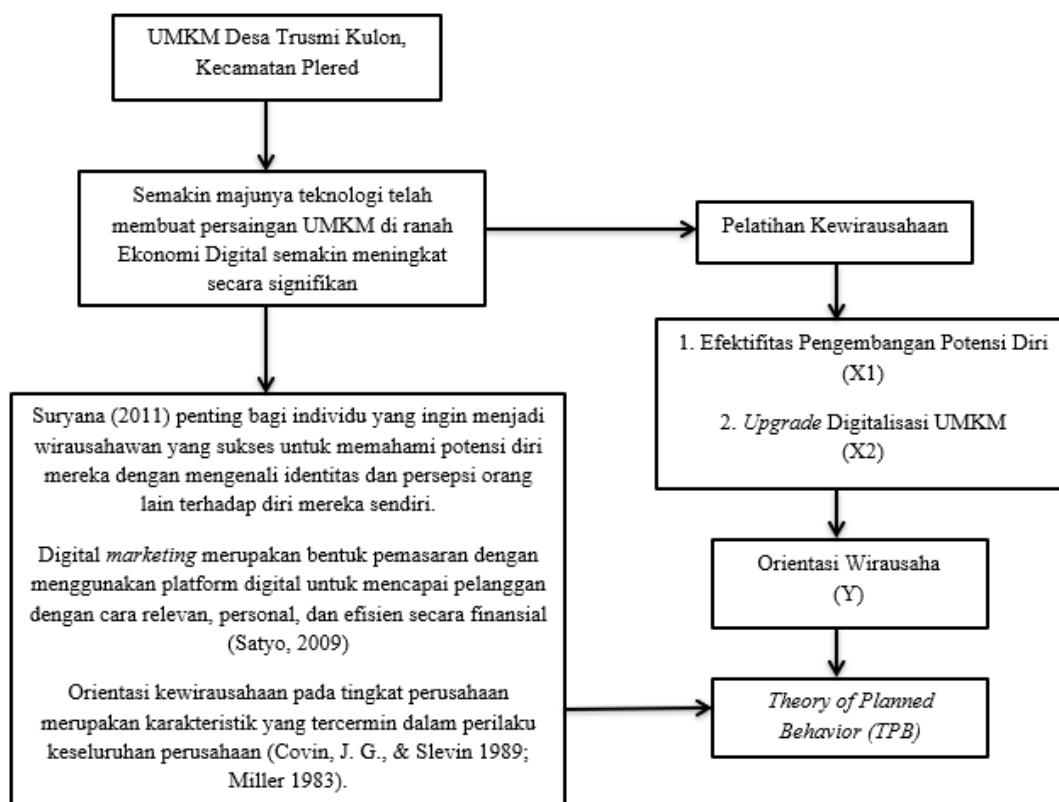 UMKM Desa Trusmi Kulon,
Kecamatan Plered
Semakin majunya teknologi telah
membuat persaingan UMKM di ranah
Ekonomi Digital semakin meningkat
secara signifikan
Pelatihan Kewirausahaan
1. Efektifitas Pengembangan Potensi Diri
(X1)
2. Upgrade Digitalisasi UMKM
(X2)
Suryana (2011) penting bagi individu yang ingin menjadi
wirausahawan yang sukses untuk memahami potensi diri
mereka dengan mengenali identitas dan persepsi orang
lain terhadap diri mereka sendiri.
Digital marketing merupakan bentuk pemasaran dengan
menggunakan platform digital untuk mencapai pelanggan
dengan cara relevan, personal, dan efisien secara finansial
(Satyo, 2009)
Orientasi kewirausahaan pada tingkat perusahaan
merupakan karakteristik yang tercermin dalam perilaku
keseluruhan perusahaan (Covin, J. G., & Slevin 1989;
Miller 1983).
Orientasi Wirausaha
(Y)
Theory of Planned
Behavior (TPB)